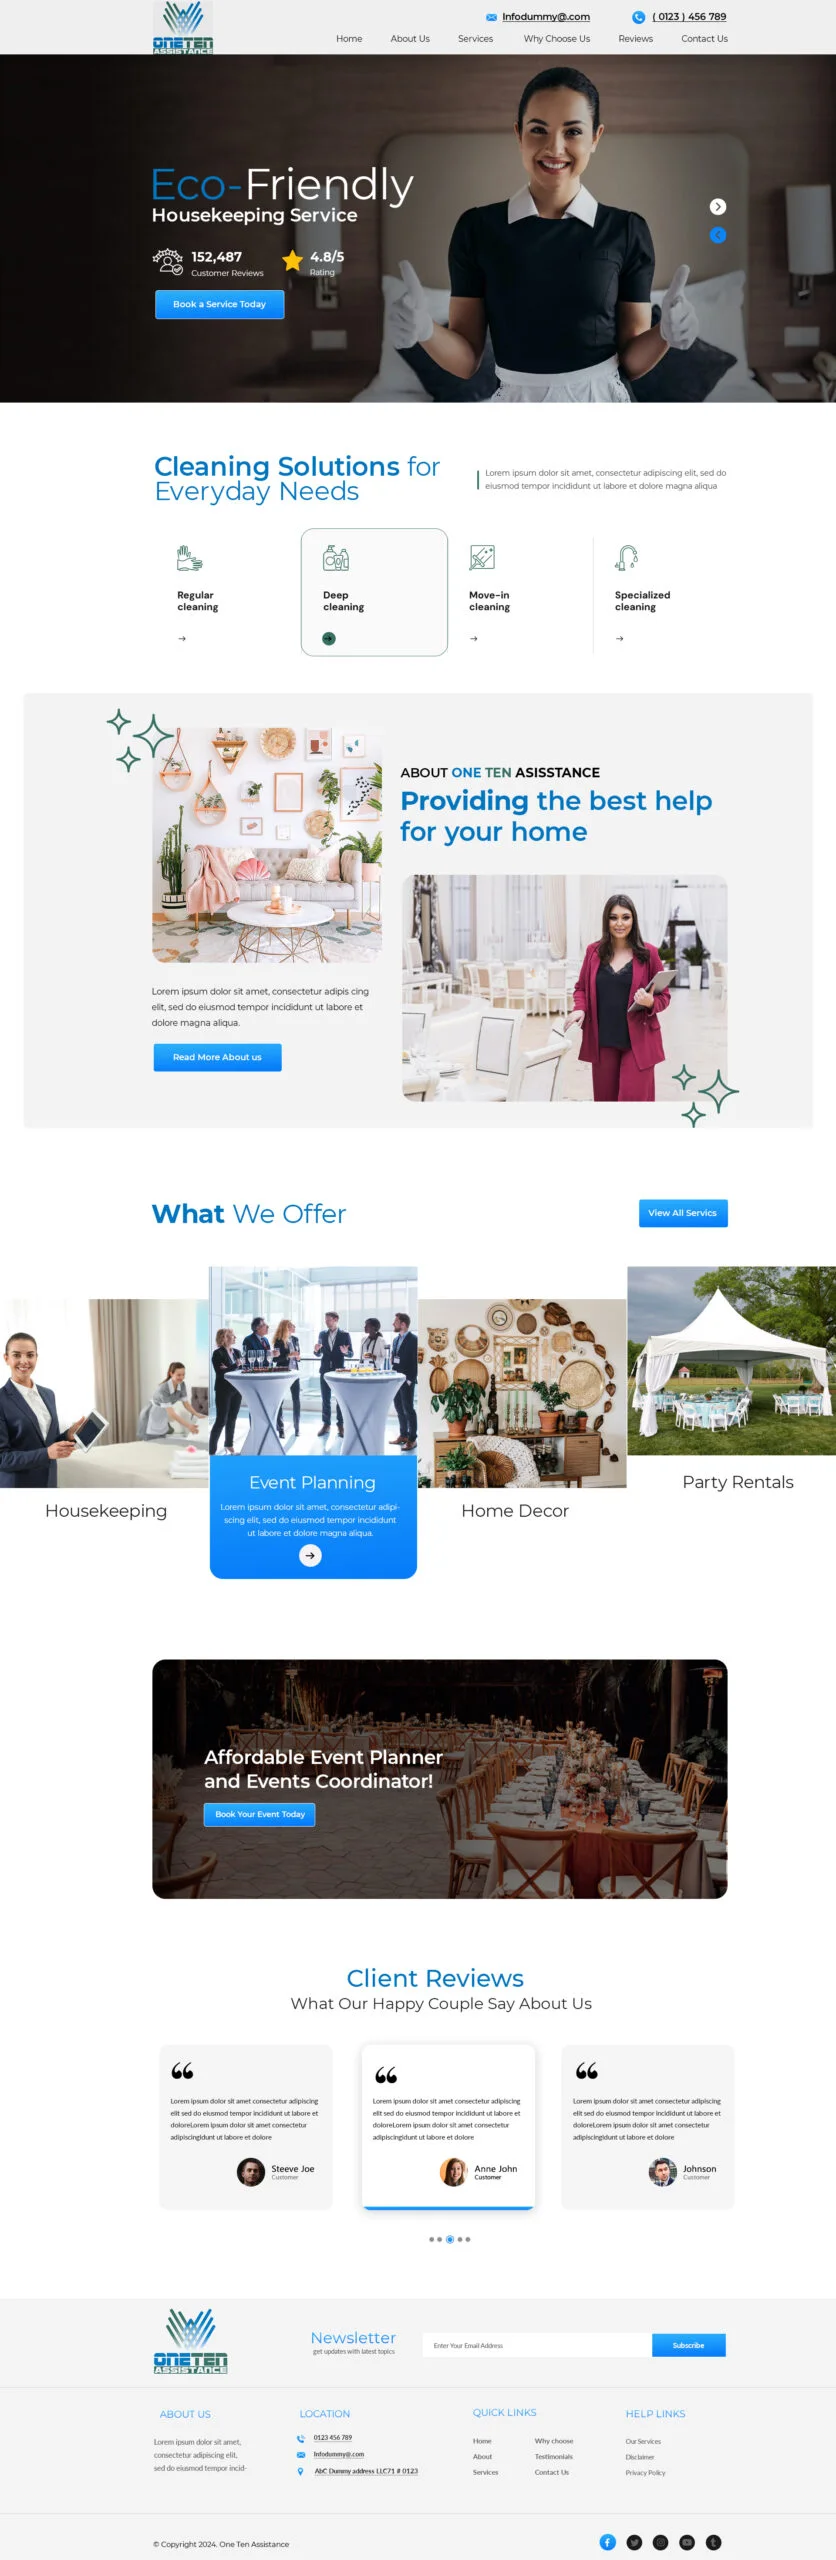 ONETEN
ASSISTANCE
Infodummy@.com
( 0123 ) 456 789
Home
About Us
Services
Why Choose Us
Reviews
Contact Us
Eco-Friendly
Housekeeping Service
152,487
Customer Reviews
4.8/5
Rating
Book a Service Today
Cleaning Solutions for
Everyday Needs
Lorem ipsum dolor sit amet, consectetur adipiscing elit, sed do
eiusmod tempor incididunt ut labore et dolore magna aliqua
Regular
cleaning
Deep
cleaning
Move-in
cleaning
Specialized
cleaning
ABOUT ONE TEN ASISSTANCE
Providing the best help
for your home
Lorem ipsum dolor sit amet, consectetur adipis cing
elit, sed do eiusmod tempor incididunt ut labore et
dolore magna aliqua.
Read More About us
What We Offer
View All Servics
Housekeeping
Event Planning
Lorem ipsum dolor sit amet, consectetur adipi-
scing elit, sed do eiusmod tempor incididunt
ut labore et dolore magna aliqua.
Home Decor
Party Rentals
Affordable Event Planner
and Events Coordinator!
Book Your Event Today
Client Reviews
What Our Happy Couple Say About Us
Lorem ipsum dolor sit amet consectetur adipiscing
elit sed do eiusmod tempor incididunt ut labore et
doloreLorem ipsum dolor sit amet consectetur
adipiscingidunt ut labore et dolore
Steeve Joe
Customer
Lorem ipsum dolor sit amet consectetur adipiscing
elit sed do eiusmod tempor incididunt ut labore et
doloreLorem ipsum dolor sit amet consectetur
adipiscingidunt ut labore et dolore
Anne John
Customer
Lorem ipsum dolor sit amet consectetur adipiscing
elit sed do eiusmod tempor incididunt ut labore et
doloreLorem ipsum dolor sit amet consectetur
adipiscingidunt ut labore et dolore
Johnson
Customer
ONETEN
ASSISTANCE
Newsletter
get updates with latest topics
Enter Your Email Address
Subscribe
ABOUT US
Lorem ipsum dolor sit amet,
consectetur adipiscing elit,
sed do eiusmod tempor incid-
LOCATION
0123 456 789
Infodummy@.com
AbC Dummy address LLC71 # 0123
QUICK LINKS
Home
About
Services
Why choose
Testimonials
Contact Us
HELP LINKS
Our Services
Disclaimer
Privacy Policy
© Copyright 2024. One Ten Assistance